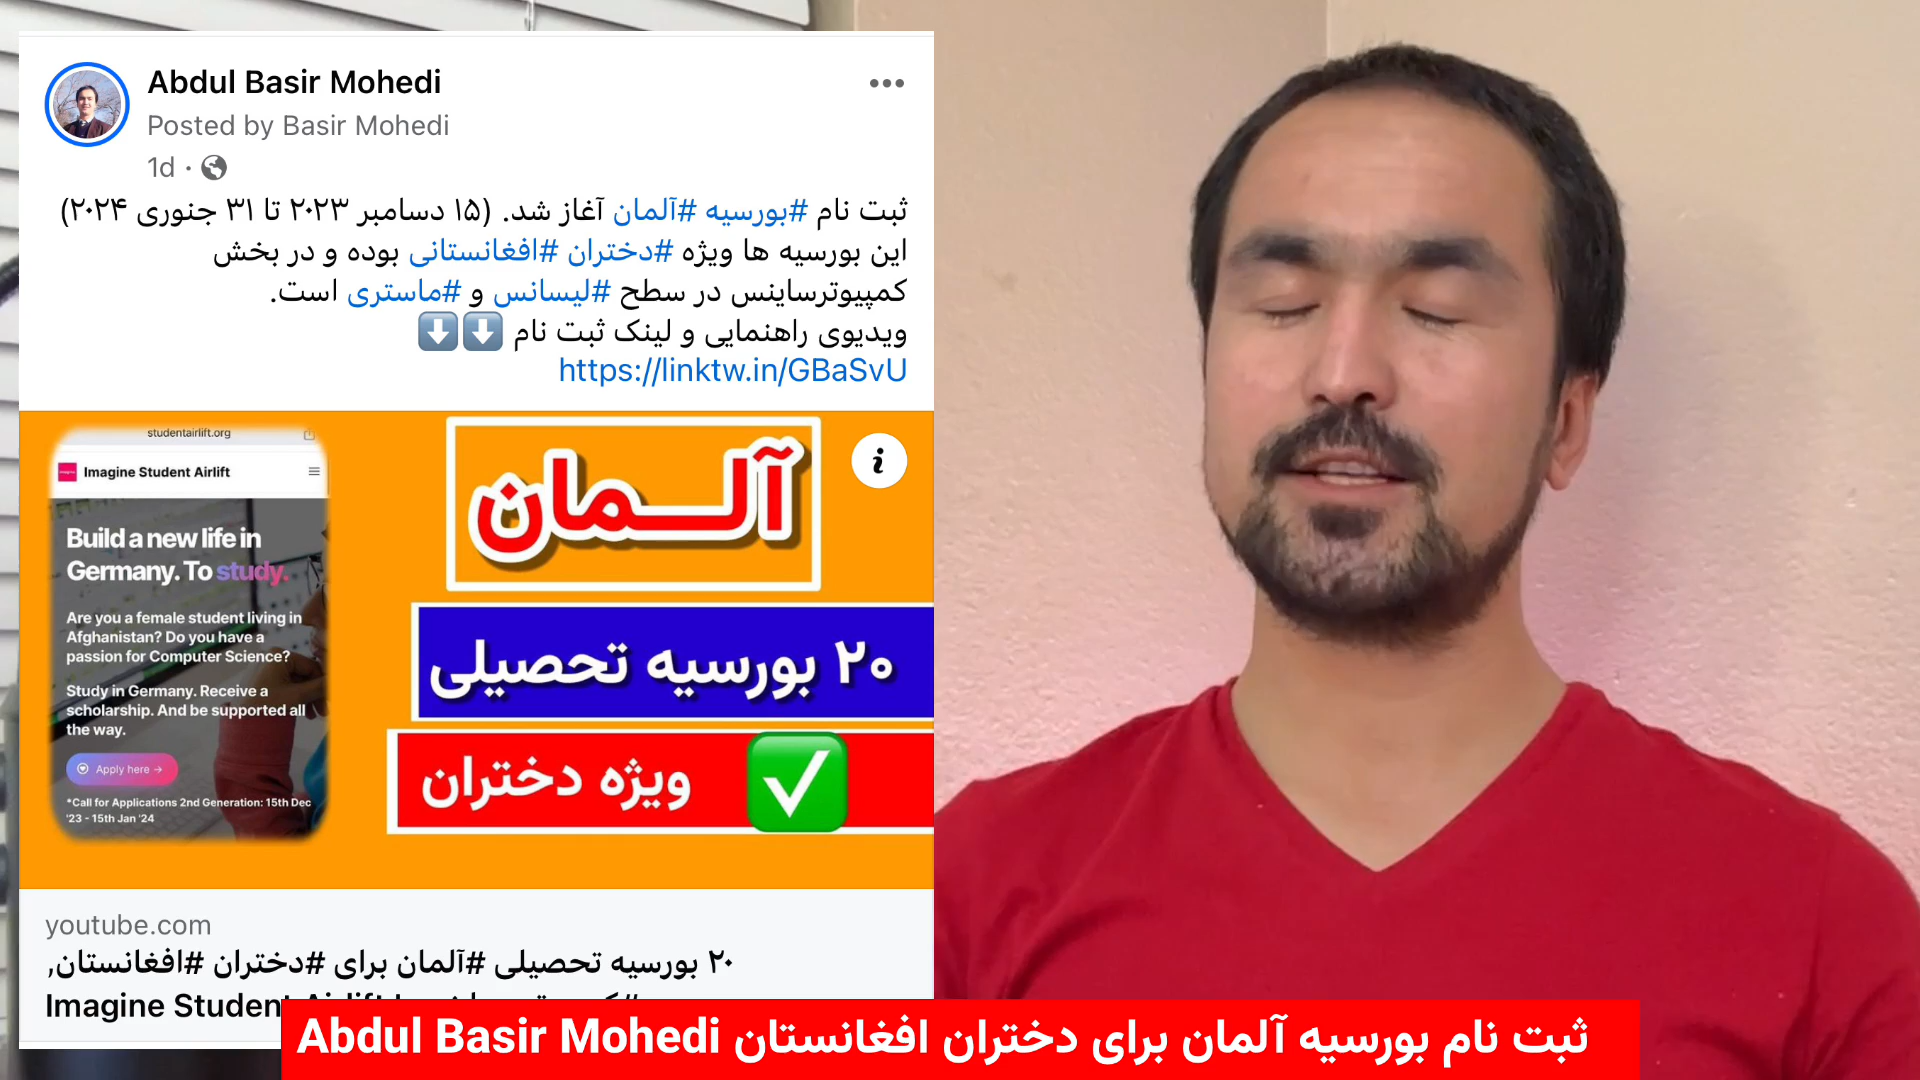 Abdul Basir Mohedi
Posted by Basir Mohedi
1d ·
ثبت نام #بورسیه #آلمان آغاز شد. (۱۵ دسامبر ۲۰۲۳ تا ۳۱ جنوری ۲۰۲۴)
این بورسیه ها ویژه #دختران #افغانستانی بوده و در بخش
کمپیوترساینس در سطح #لیسانس و #ماستری است.
ویدیوی راهنمایی و لینک ثبت نام ⬇️⬇️
https://linktw.in/GBaSvU
studentairlift.org
Imagine Student Airlift
Build a new life in
Germany. To study.
Are you a female student living in
Afghanistan? Do you have a
passion for Computer Science?
Study in Germany. Receive a
scholarship. And be supported all
the way.
Apply here →
*Call for Applications 2nd Generation: 15th Dec
'23 - 15th Jan '24
آلـــمان
۲۰ بورسیه تحصیلی
ویژه دختران
youtube.com
۲۰ بورسیه تحصیلی #آلمان برای #دختران #افغانستان,
Imagine Student
ثبت نام بورسیه آلمان برای دختران افغانستان Abdul Basir Mohedi